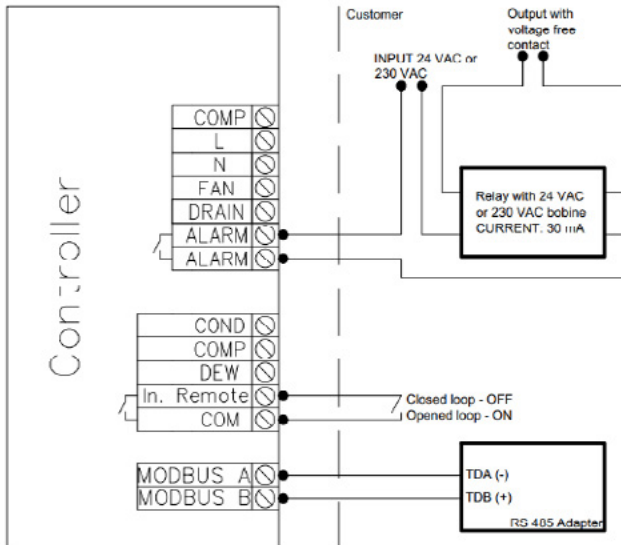 Customer
Output with
voltage free
contact
INPUT 24 VAC or
230 VAC
COMP
L
N
FAN
DRAIN
ALARM
ALARM
Relay with 24 VAC
or 230 VAC bobine
CURRENT. 30 mA
Controller
COND
COMP
DEW
In. Remote
COM
Closed loop - OFF
Opened loop - ON
MODBUS A
MODBUS B
TDA (-)
TDB (+)
RS 485 Adapter